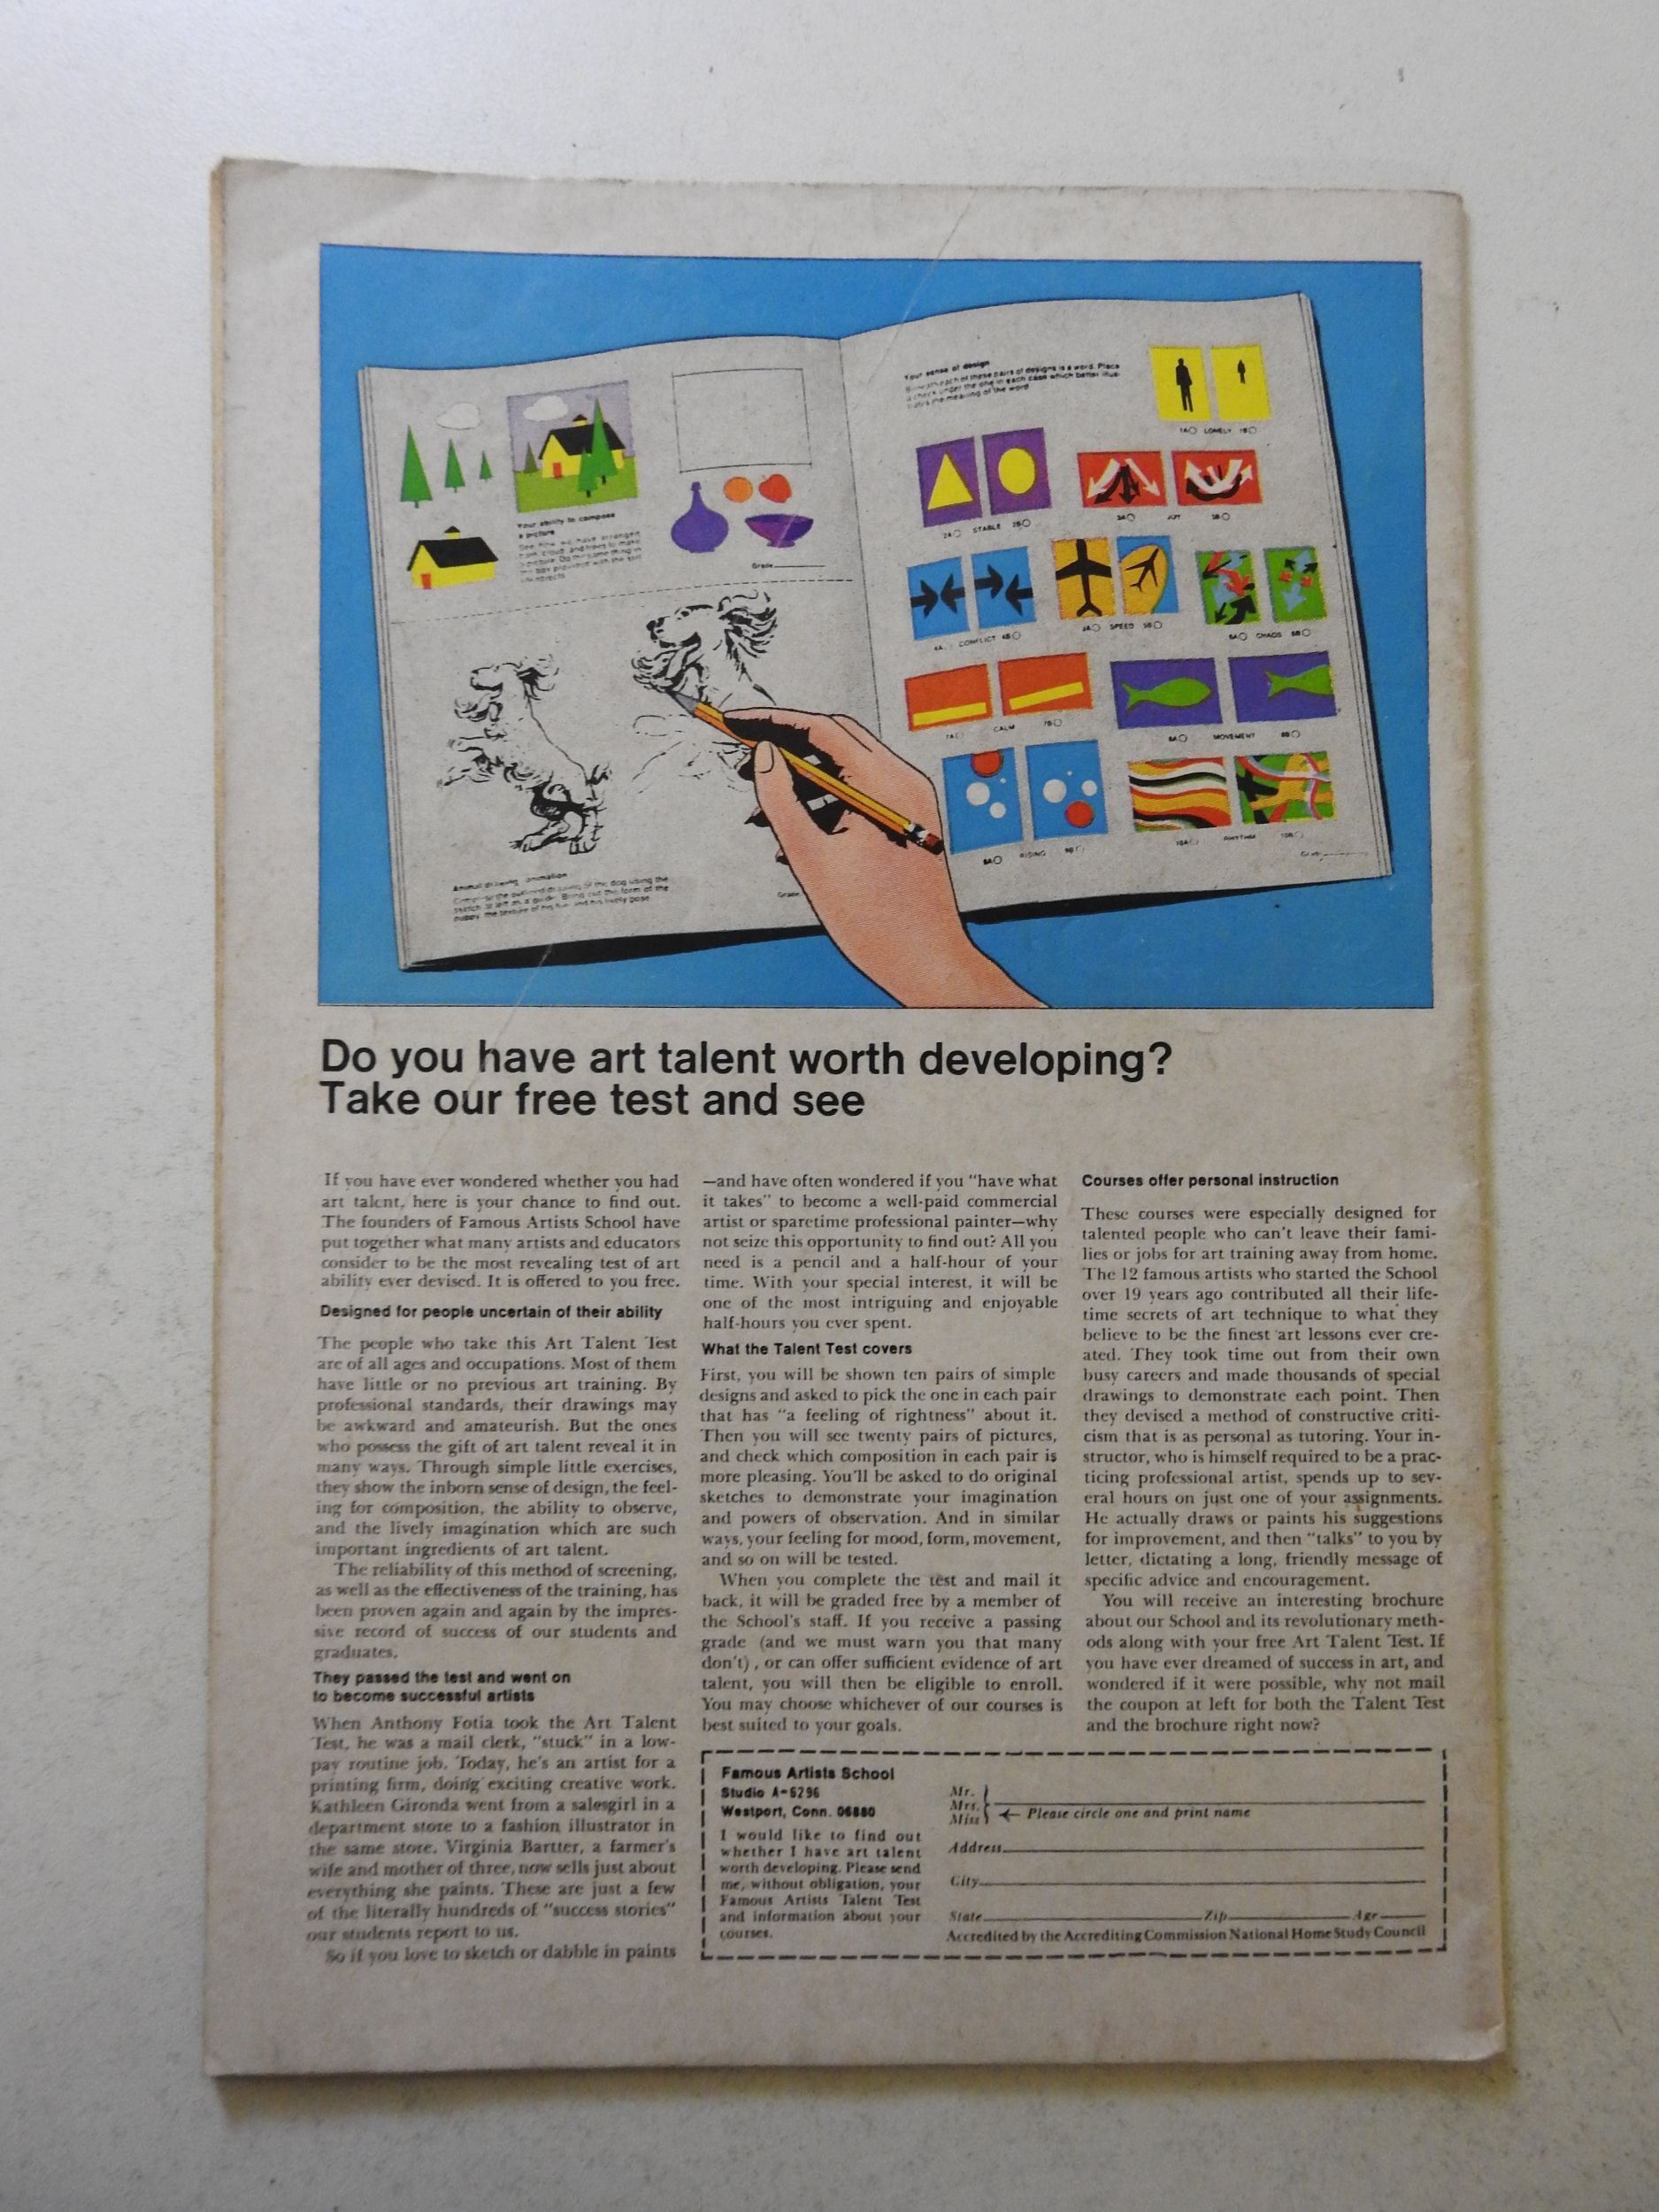 Your sense of design
1A LONELY 1B
2A STABLE 2B
3A JOY 3B
4A CONFLICT 4B
SPEED 5B
6A CHAOS 6B
7A CALM 7B
8A MOVEMENT 8B
RISING 9B
10A RHYTHM 10B
Your ability to compose
a picture
Grade
Animal drawing, animation
Do you have art talent worth developing?
Take our free test and see
If you have ever wondered whether you had
art talent, here is your chance to find out.
The founders of Famous Artists School have
put together what many artists and educators
consider to be the most revealing test of art
ability ever devised. It is offered to you free.
Designed for people uncertain of their ability
The people who take this Art Talent Test
are of all ages and occupations. Most of them
have little or no previous art training. By
professional standards, their drawings may
be awkward and amateurish. But the ones
who possess the gift of art talent reveal it in
many ways. Through simple little exercises,
they show the inborn sense of design, the feel-
ing for composition, the ability to observe,
and the lively imagination which are such
important ingredients of art talent.
The reliability of this method of screening,
as well as the effectiveness of the training, has
been proven again and again by the impres-
sive record of success of our students and
graduates.
They passed the test and went on
to become successful artists
When Anthony Fotia took the Art Talent
Test, he was a mail clerk, "stuck" in a low-
pay routine job. Today, he's an artist for a
printing firm, doing exciting creative work.
Kathleen Gironda went from a salesgirl in a
department store to a fashion illustrator in
the same store. Virginia Bartter, a farmer's
wife and mother of three, now sells just about
everything she paints. These are just a few
of the literally hundreds of "success stories"
our students report to us.
So if you love to sketch or dabble in paints
—and have often wondered if you "have what
it takes" to become a well-paid commercial
artist or sparetime professional painter—why
not seize this opportunity to find out? All you
need is a pencil and a half-hour of your
time. With your special interest, it will be
one of the most intriguing and enjoyable
half-hours you ever spent.
What the Talent Test covers
First, you will be shown ten pairs of simple
designs and asked to pick the one in each pair
that has "a feeling of rightness" about it.
Then you will see twenty pairs of pictures,
and check which composition in each pair is
more pleasing. You'll be asked to do original
sketches to demonstrate your imagination
and powers of observation. And in similar
ways, your feeling for mood, form, movement,
and so on will be tested.
When you complete the test and mail it
back, it will be graded free by a member of
the School's staff. If you receive a passing
grade (and we must warn you that many
don't), or can offer sufficient evidence of art
talent, you will then be eligible to enroll.
You may choose whichever of our courses is
best suited to your goals.
Courses offer personal instruction
These courses were especially designed for
talented people who can't leave their fami-
lies or jobs for art training away from home.
The 12 famous artists who started the School
over 19 years ago contributed all their life-
time secrets of art technique to what they
believe to be the finest art lessons ever cre-
ated. They took time out from their own
busy careers and made thousands of special
drawings to demonstrate each point. Then
they devised a method of constructive criti-
cism that is as personal as tutoring. Your in-
structor, who is himself required to be a prac-
ticing professional artist, spends up to sev-
eral hours on just one of your assignments.
He actually draws or paints his suggestions
for improvement, and then "talks" to you by
letter, dictating a long, friendly message of
specific advice and encouragement.
You will receive an interesting brochure
about our School and its revolutionary meth-
ods along with your free Art Talent Test. If
you have ever dreamed of success in art, and
wondered if it were possible, why not mail
the coupon at left for both the Talent Test
and the brochure right now?
Famous Artists School
Studio A-6296
Westport, Conn. 06880
I would like to find out
whether I have art talent
worth developing. Please send
me, without obligation, your
Famous Artists Talent Test
and information about your
courses.
Mr.
Mrs.
Miss
← Please circle one and print name
Address
City
State Zip Age
Accredited by the Accrediting Commission National Home Study Council